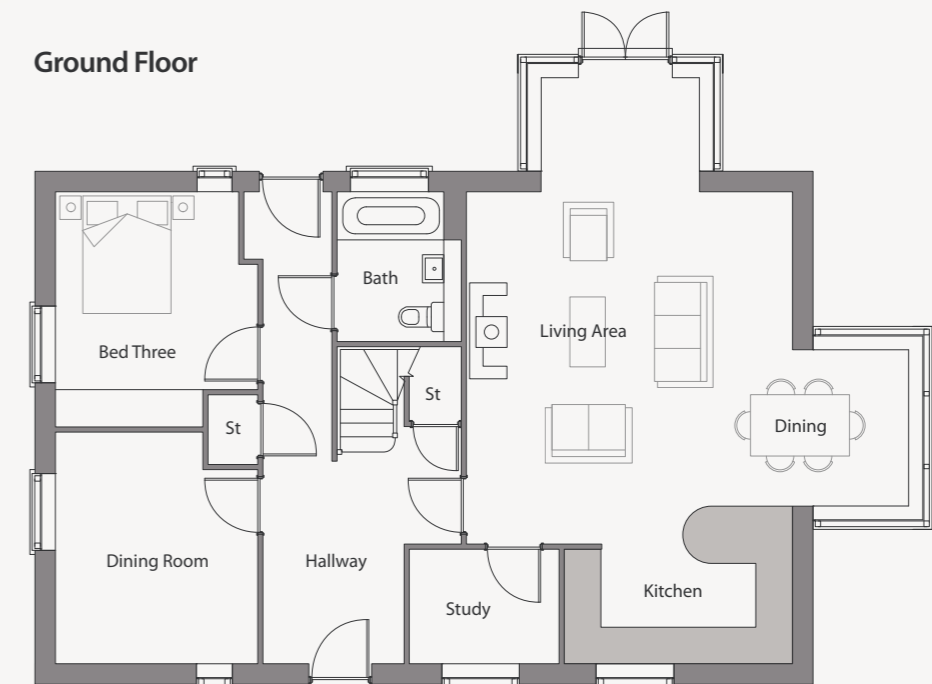 Ground Floor
Bath
Living Area
Bed Three
St
St
Dining
Dining Room
Hallway
Kitchen
Study